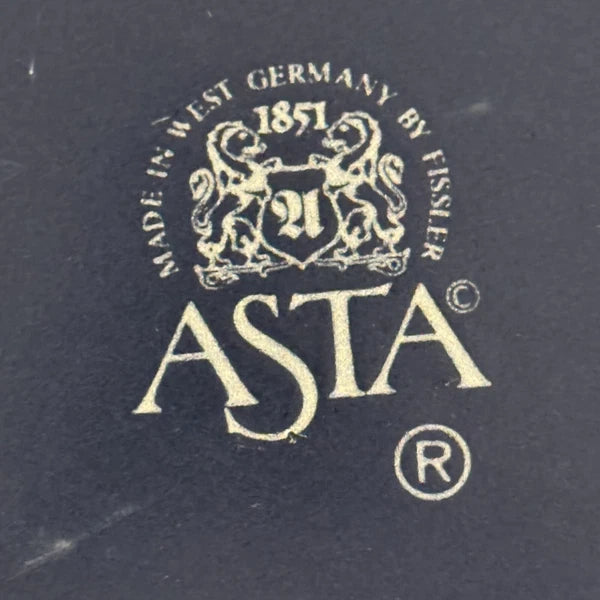 MADE IN WEST GERMANY BY FISSLER
1851
𝔄
ASTA ©
®